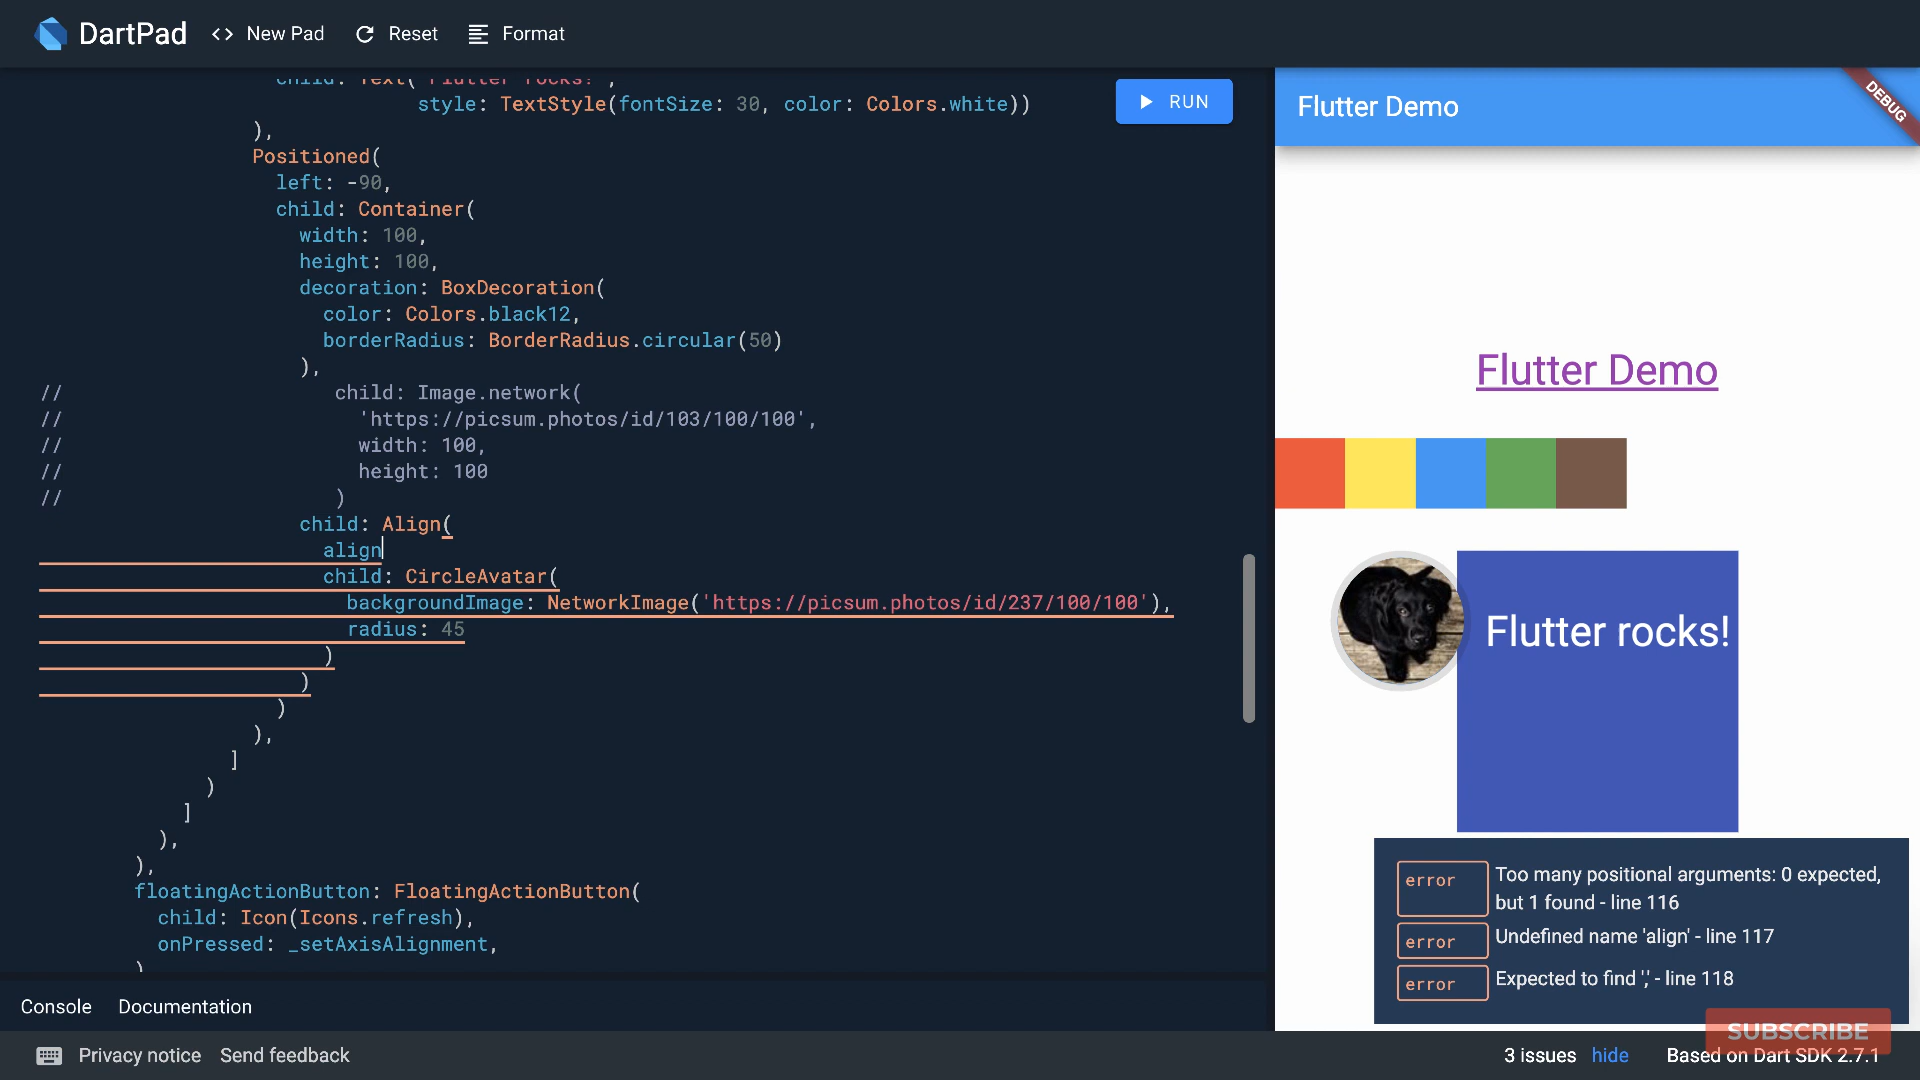 DartPad
<> New Pad
Reset
Format
child: Text( 'Flutter rocks!',
style: TextStyle(fontSize: 30, color: Colors.white))
),
Positioned(
left: -90,
child: Container(
width: 100,
height: 100,
decoration: BoxDecoration(
color: Colors.black12,
borderRadius: BorderRadius.circular(50)
),
// child: Image.network(
// 'https://picsum.photos/id/103/100/100',
// width: 100,
// height: 100
// )
child: Align(
align
child: CircleAvatar(
backgroundImage: NetworkImage('https://picsum.photos/id/237/100/100'),
radius: 45
)
)
)
),
]
)
]
),
),
floatingActionButton: FloatingActionButton(
child: Icon(Icons.refresh),
onPressed: _setAxisAlignment,
)
RUN
Flutter Demo
DEBUG
Flutter Demo
Flutter rocks!
error Too many positional arguments: 0 expected,
but 1 found - line 116
error Undefined name 'align' - line 117
error Expected to find ',' - line 118
Console
Documentation
SUBSCRIBE
Privacy notice
Send feedback
3 issues
hide
Based on Dart SDK 2.7.1